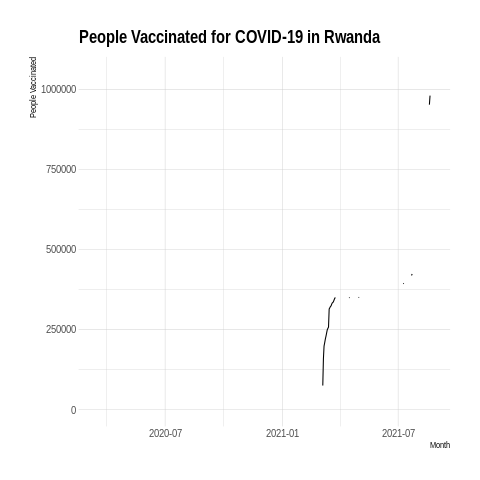 People Vaccinated for COVID-19 in Rwanda
People Vaccinated
1000000
750000
500000
250000
0
2020-07
2021-01
2021-07
Month